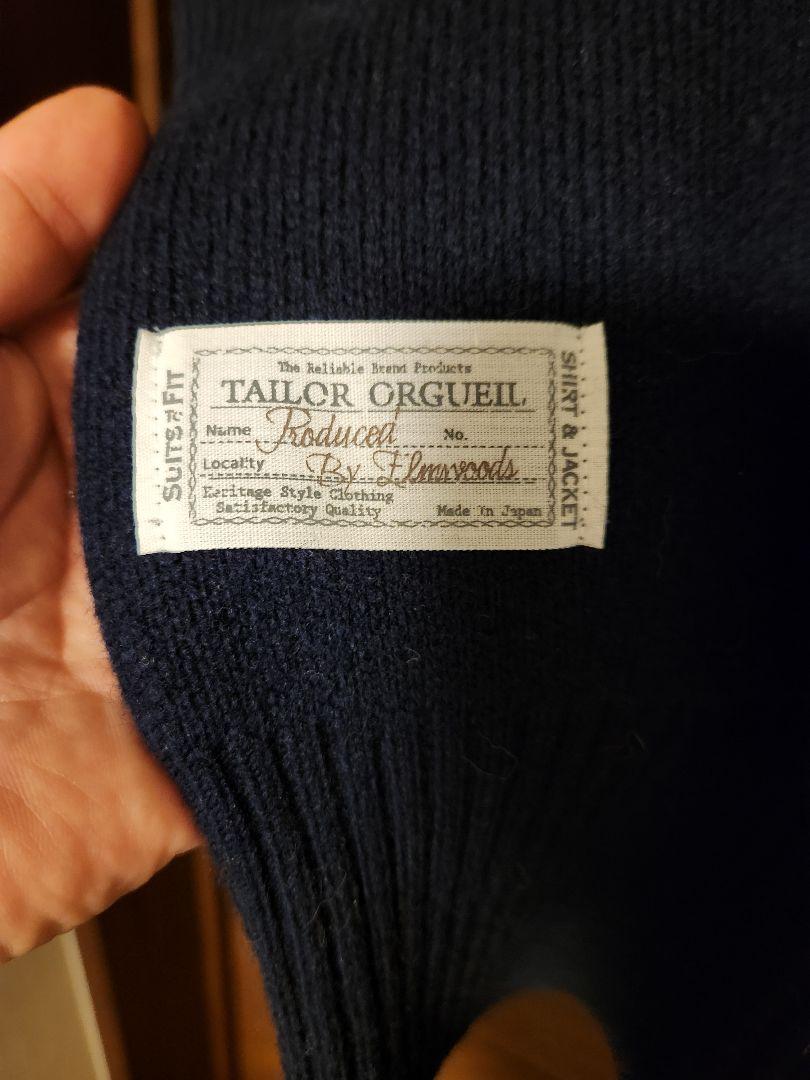 The Reliable Brand Products
TAILOR ORGUEIL
Name Produced No.
Locality By Elmwoods
Heritage Style Clothing
Satisfactory Quality Made In Japan
SUITS & FIT
SHIRT & JACKET